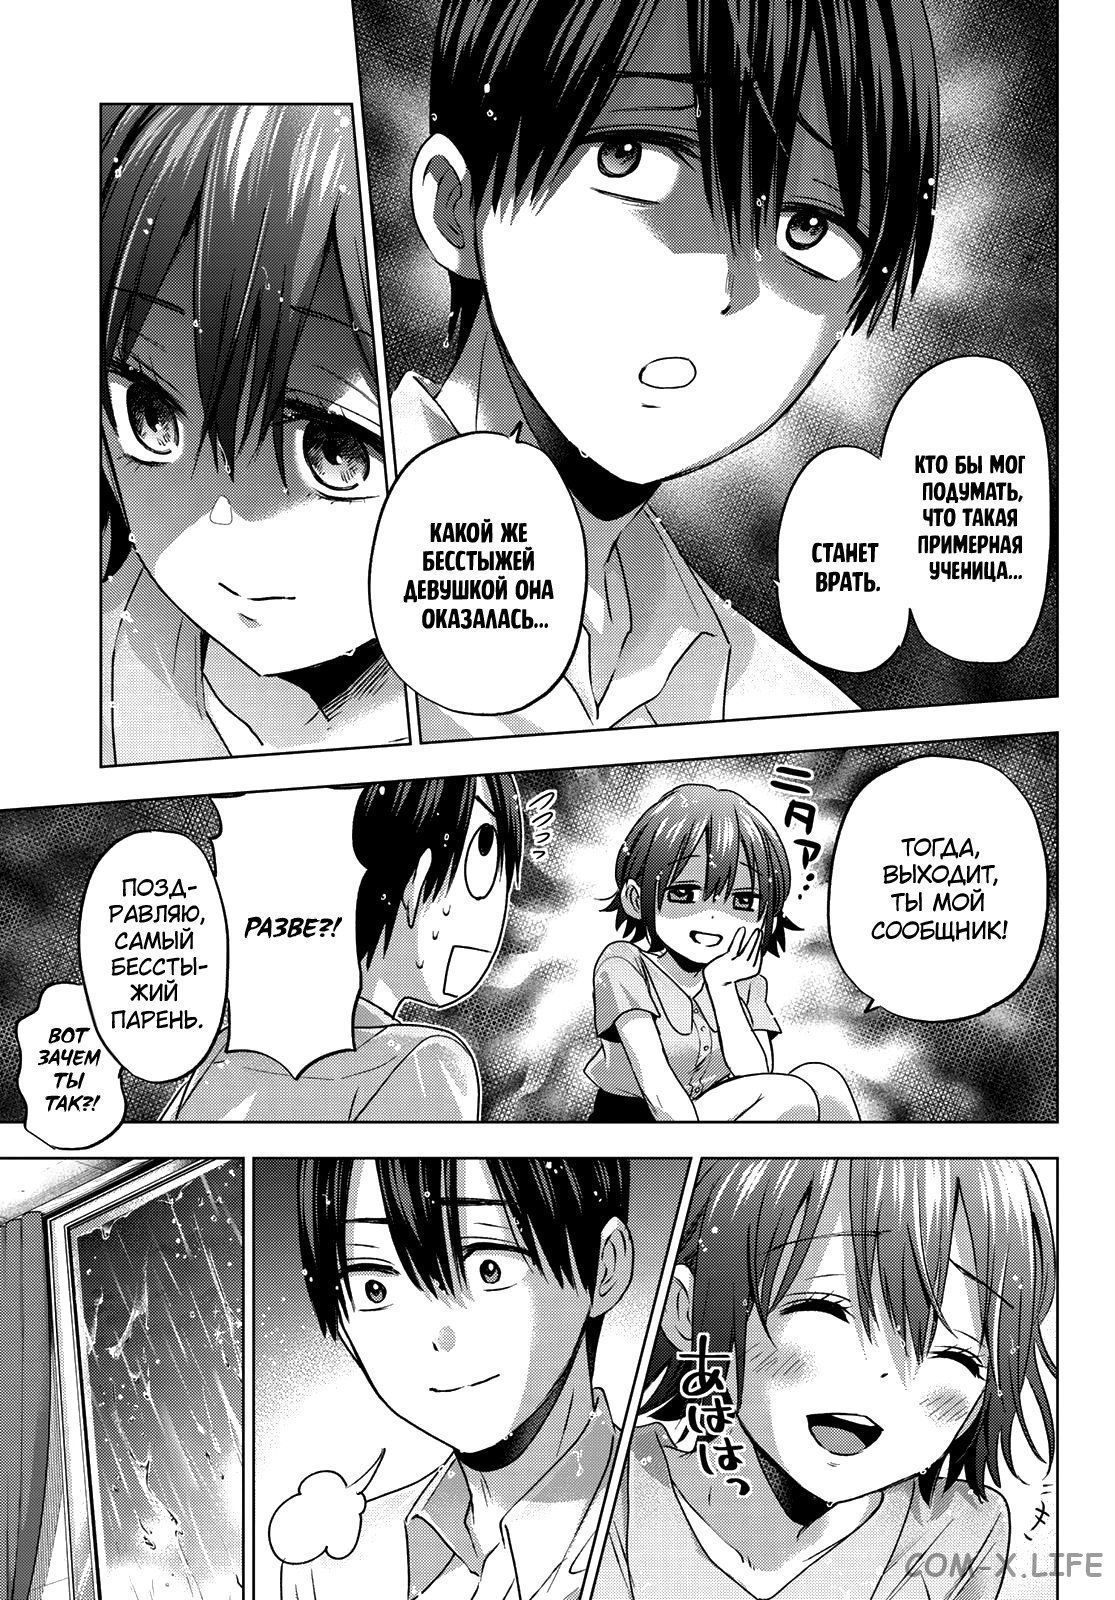 КТО БЫ МОГ
ПОДУМАТЬ,
ЧТО ТАКАЯ
ПРИМЕРНАЯ
УЧЕНИЦА...
СТАНЕТ
ВРАТЬ.
КАКОЙ ЖЕ
БЕССТЫЖЕЙ
ДЕВУШКОЙ ОНА
ОКАЗАЛАСЬ...
ТОГДА,
ВЫХОДИТ,
ТЫ МОЙ
СООБЩНИК!
ニタァ…
РАЗВЕ?!
ПОЗД-
РАВЛЯЮ,
САМЫЙ
БЕССТЫ-
ЖИЙ
ПАРЕНЬ.
ВОТ
ЗАЧЕМ
ТЫ
ТАК?!
あははっ
COM-X.LIFE